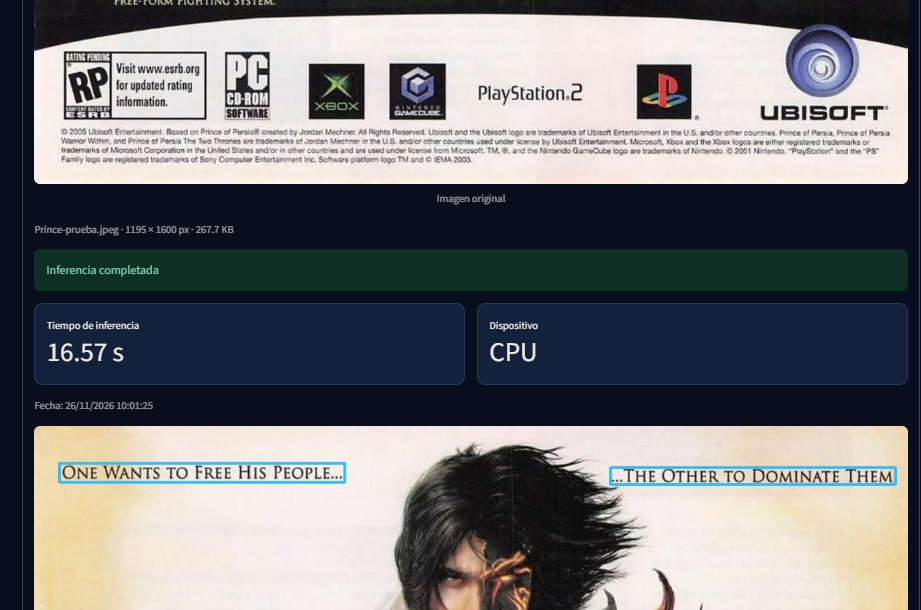 FREE-FORM FIGHTING SYSTEM.
RATING PENDING
RP
CONTENT RATED BY
ESRB
Visit www.esrb.org
for updated rating
information.
PC
CD-ROM
SOFTWARE
XBOX
NINTENDO
GAMECUBE
PlayStation.2
UBISOFT
© 2005 Ubisoft Entertainment. Based on Prince of Persia® created by Jordan Mechner. All Rights Reserved. Ubisoft and the Ubisoft logo are trademarks of Ubisoft Entertainment in the U.S. and/or other countries. Prince of Persia, Prince of Persia
Warrior Within, and Prince of Persia The Two Thrones are trademarks of Jordan Mechner in the U.S. and/or other countries used under license by Ubisoft Entertainment. Microsoft, Xbox and the Xbox logos are either registered trademarks or
trademarks of Microsoft Corporation in the United States and/or in other countries and are used under license from Microsoft. TM, ®, and the Nintendo GameCube logo are trademarks of Nintendo. © 2001 Nintendo. "PlayStation" and the "PS"
Family logo are registered trademarks of Sony Computer Entertainment Inc. Software platform logo TM and © IEMA 2003.
Imagen original
Prince-prueba.jpeg · 1195 × 1600 px · 267.7 KB
Inferencia completada
Tiempo de inferencia
16.57 s
Dispositivo
CPU
Fecha: 26/11/2026 10:01:25
ONE WANTS TO FREE HIS PEOPLE...
...THE OTHER TO DOMINATE THEM